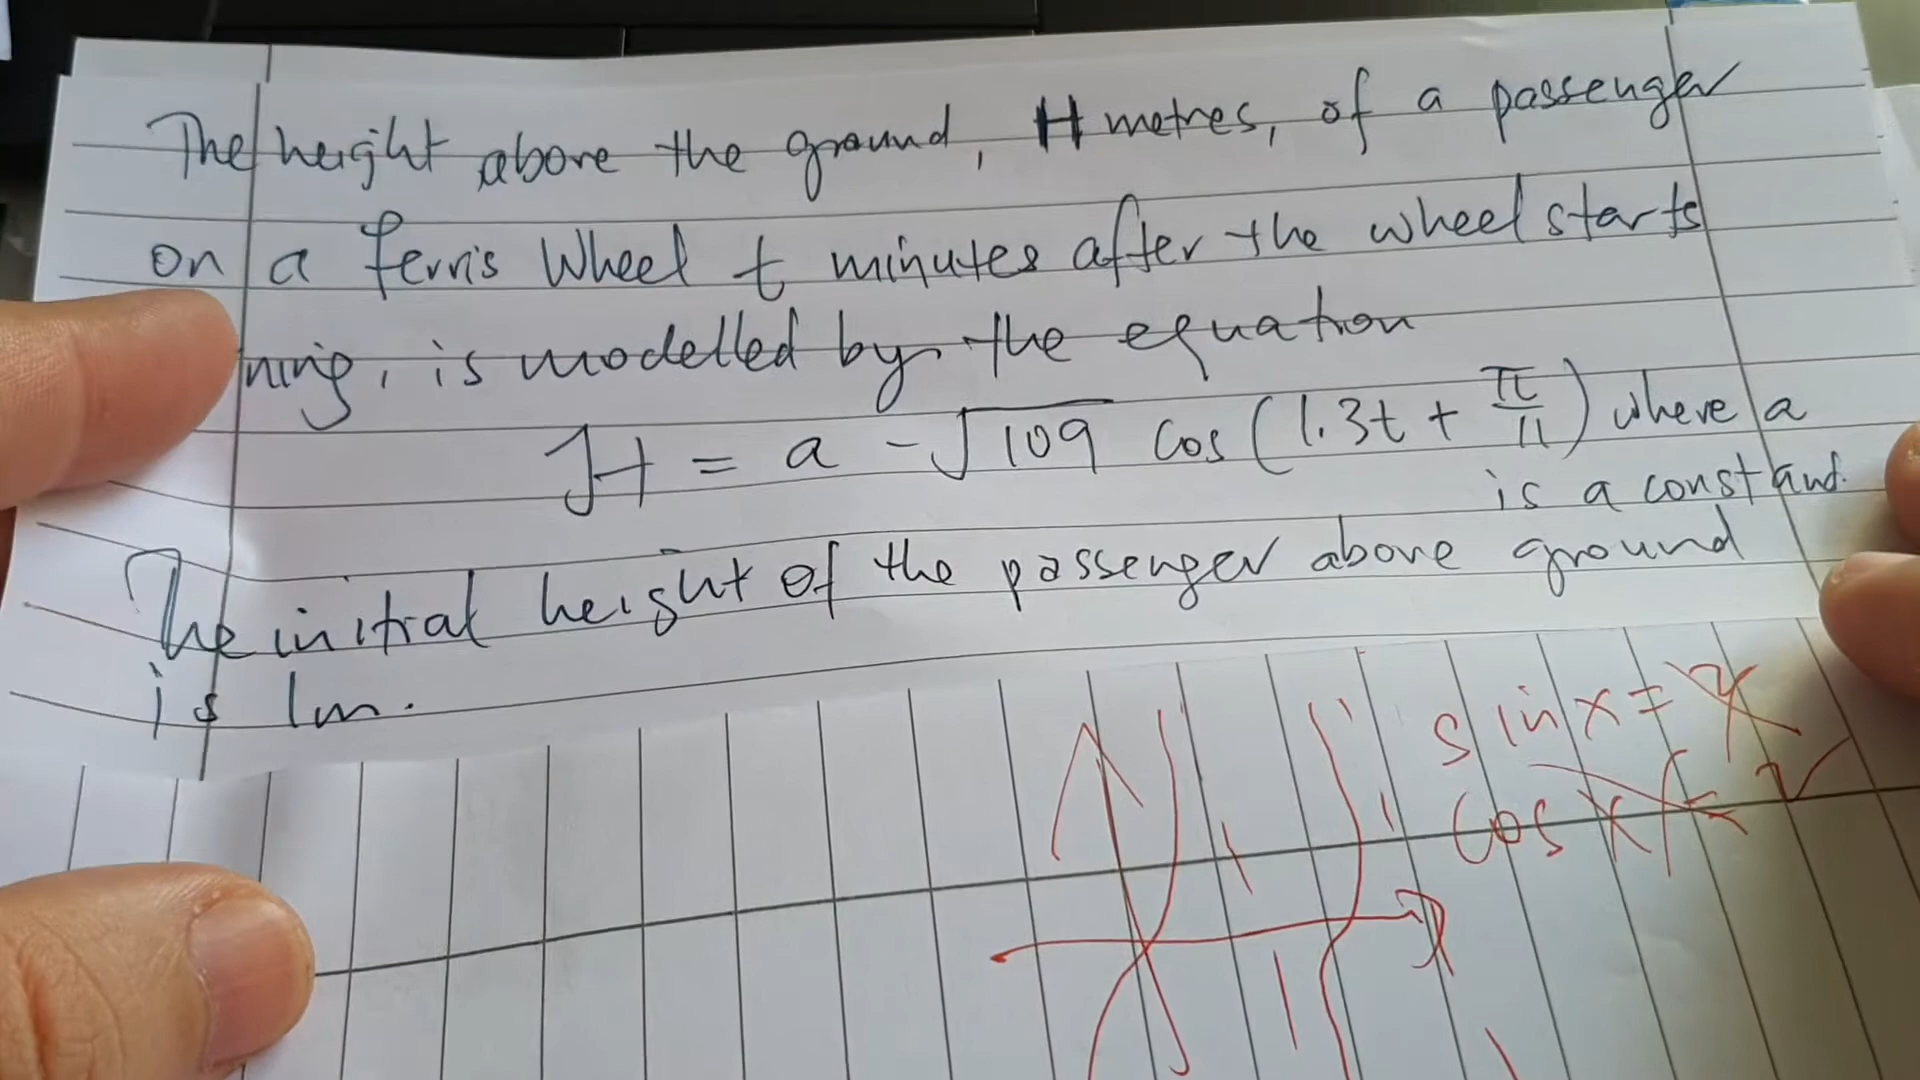 The height above the ground, H metres, of a passenger
on a ferris Wheel t minutes after the wheel starts
ning, is modelled by the equation
H = a - √109 cos (1.3t + π/11) where a
is a constant.
The initial height of the passenger above ground
is 1m.
sin x =
cos x